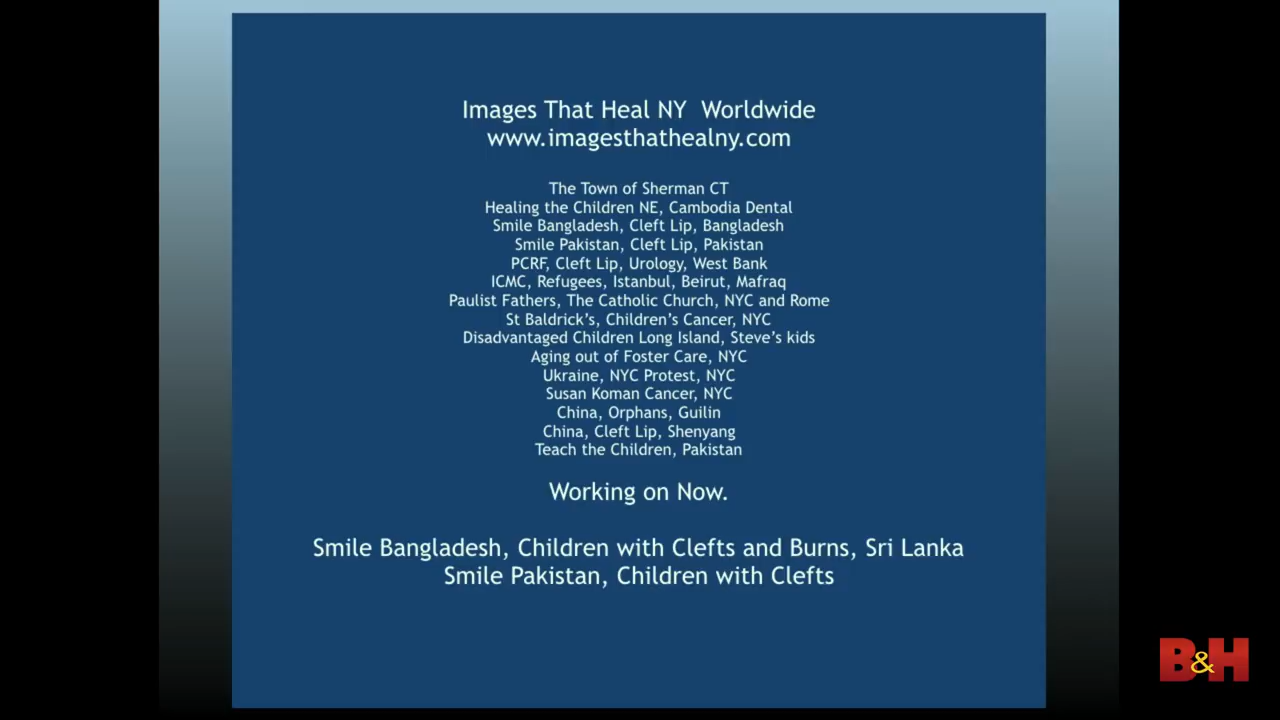 Images That Heal NY  Worldwide
www.imagesthathealny.com
The Town of Sherman CT
Healing the Children NE, Cambodia Dental
Smile Bangladesh, Cleft Lip, Bangladesh
Smile Pakistan, Cleft Lip, Pakistan
PCRF, Cleft Lip, Urology, West Bank
ICMC, Refugees, Istanbul, Beirut, Mafraq
Paulist Fathers, The Catholic Church, NYC and Rome
St Baldrick’s, Children’s Cancer, NYC
Disadvantaged Children Long Island, Steve’s kids
Aging out of Foster Care, NYC
Ukraine, NYC Protest, NYC
Susan Koman Cancer, NYC
China, Orphans, Guilin
China, Cleft Lip, Shenyang
Teach the Children, Pakistan
Working on Now.
Smile Bangladesh, Children with Clefts and Burns, Sri Lanka
Smile Pakistan, Children with Clefts
B&H